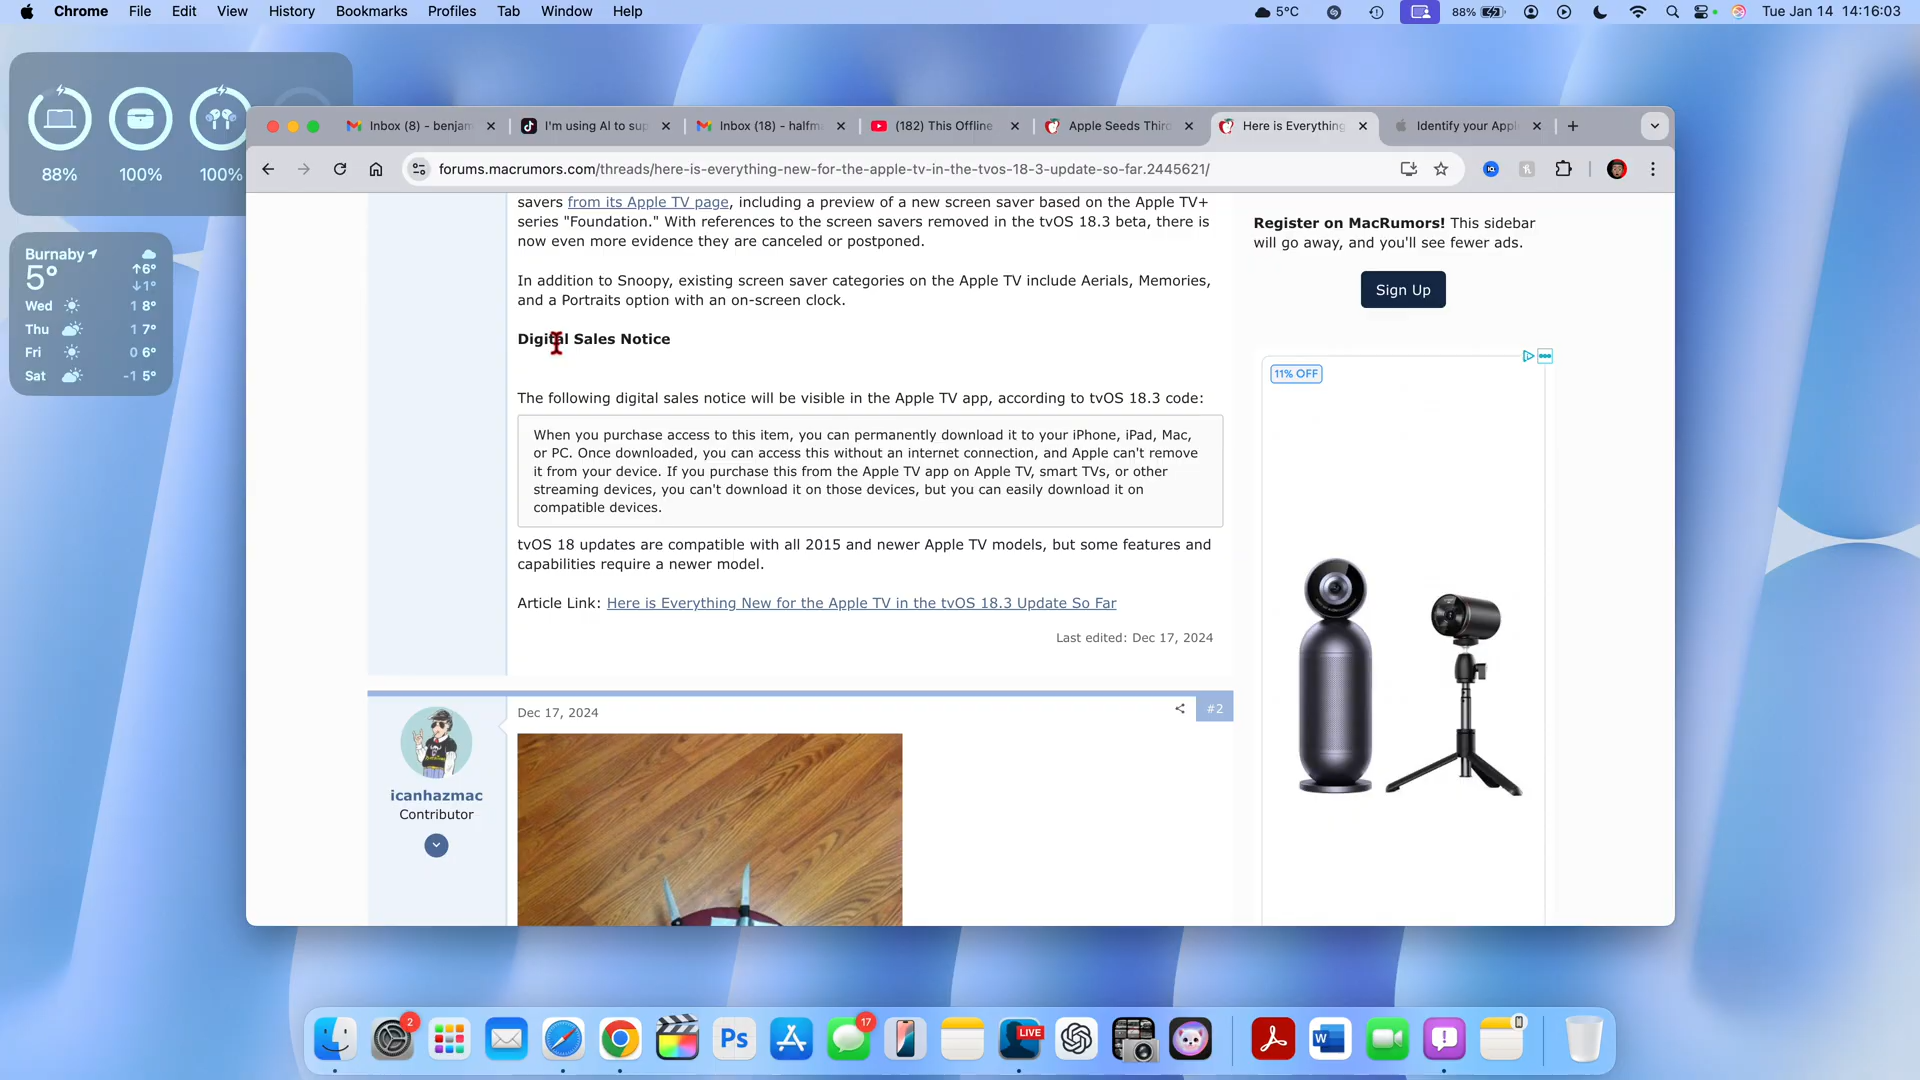 Chrome File Edit View History Bookmarks Profiles Tab Window Help
5°C 88% Tue Jan 14 14:16:03
88% 100% 100%
Burnaby
5° 6°
1°
Wed 1 8°
Thu 1 7°
Fri 0 6°
Sat -1 5°
Inbox (8) - benjam I'm using AI to sup Inbox (18) - halfm (182) This Offline Apple Seeds Thir Here is Everything Identify your Appl
forums.macrumors.com/threads/here-is-everything-new-for-the-apple-tv-in-the-tvos-18-3-update-so-far.2445621/
savers from its Apple TV page, including a preview of a new screen saver based on the Apple TV+
series "Foundation." With references to the screen savers removed in the tvOS 18.3 beta, there is
now even more evidence they are canceled or postponed.
In addition to Snoopy, existing screen saver categories on the Apple TV include Aerials, Memories,
and a Portraits option with an on-screen clock.
Digital Sales Notice
The following digital sales notice will be visible in the Apple TV app, according to tvOS 18.3 code:
When you purchase access to this item, you can permanently download it to your iPhone, iPad, Mac,
or PC. Once downloaded, you can access this without an internet connection, and Apple can't remove
it from your device. If you purchase this from the Apple TV app on Apple TV, smart TVs, or other
streaming devices, you can't download it on those devices, but you can easily download it on
compatible devices.
tvOS 18 updates are compatible with all 2015 and newer Apple TV models, but some features and
capabilities require a newer model.
Article Link: Here is Everything New for the Apple TV in the tvOS 18.3 Update So Far
Last edited: Dec 17, 2024
icanhazmac
Contributor
Dec 17, 2024
#2
Register on MacRumors! This sidebar
will go away, and you'll see fewer ads.
Sign Up
11% OFF
2
17
LIVE
Ps
W